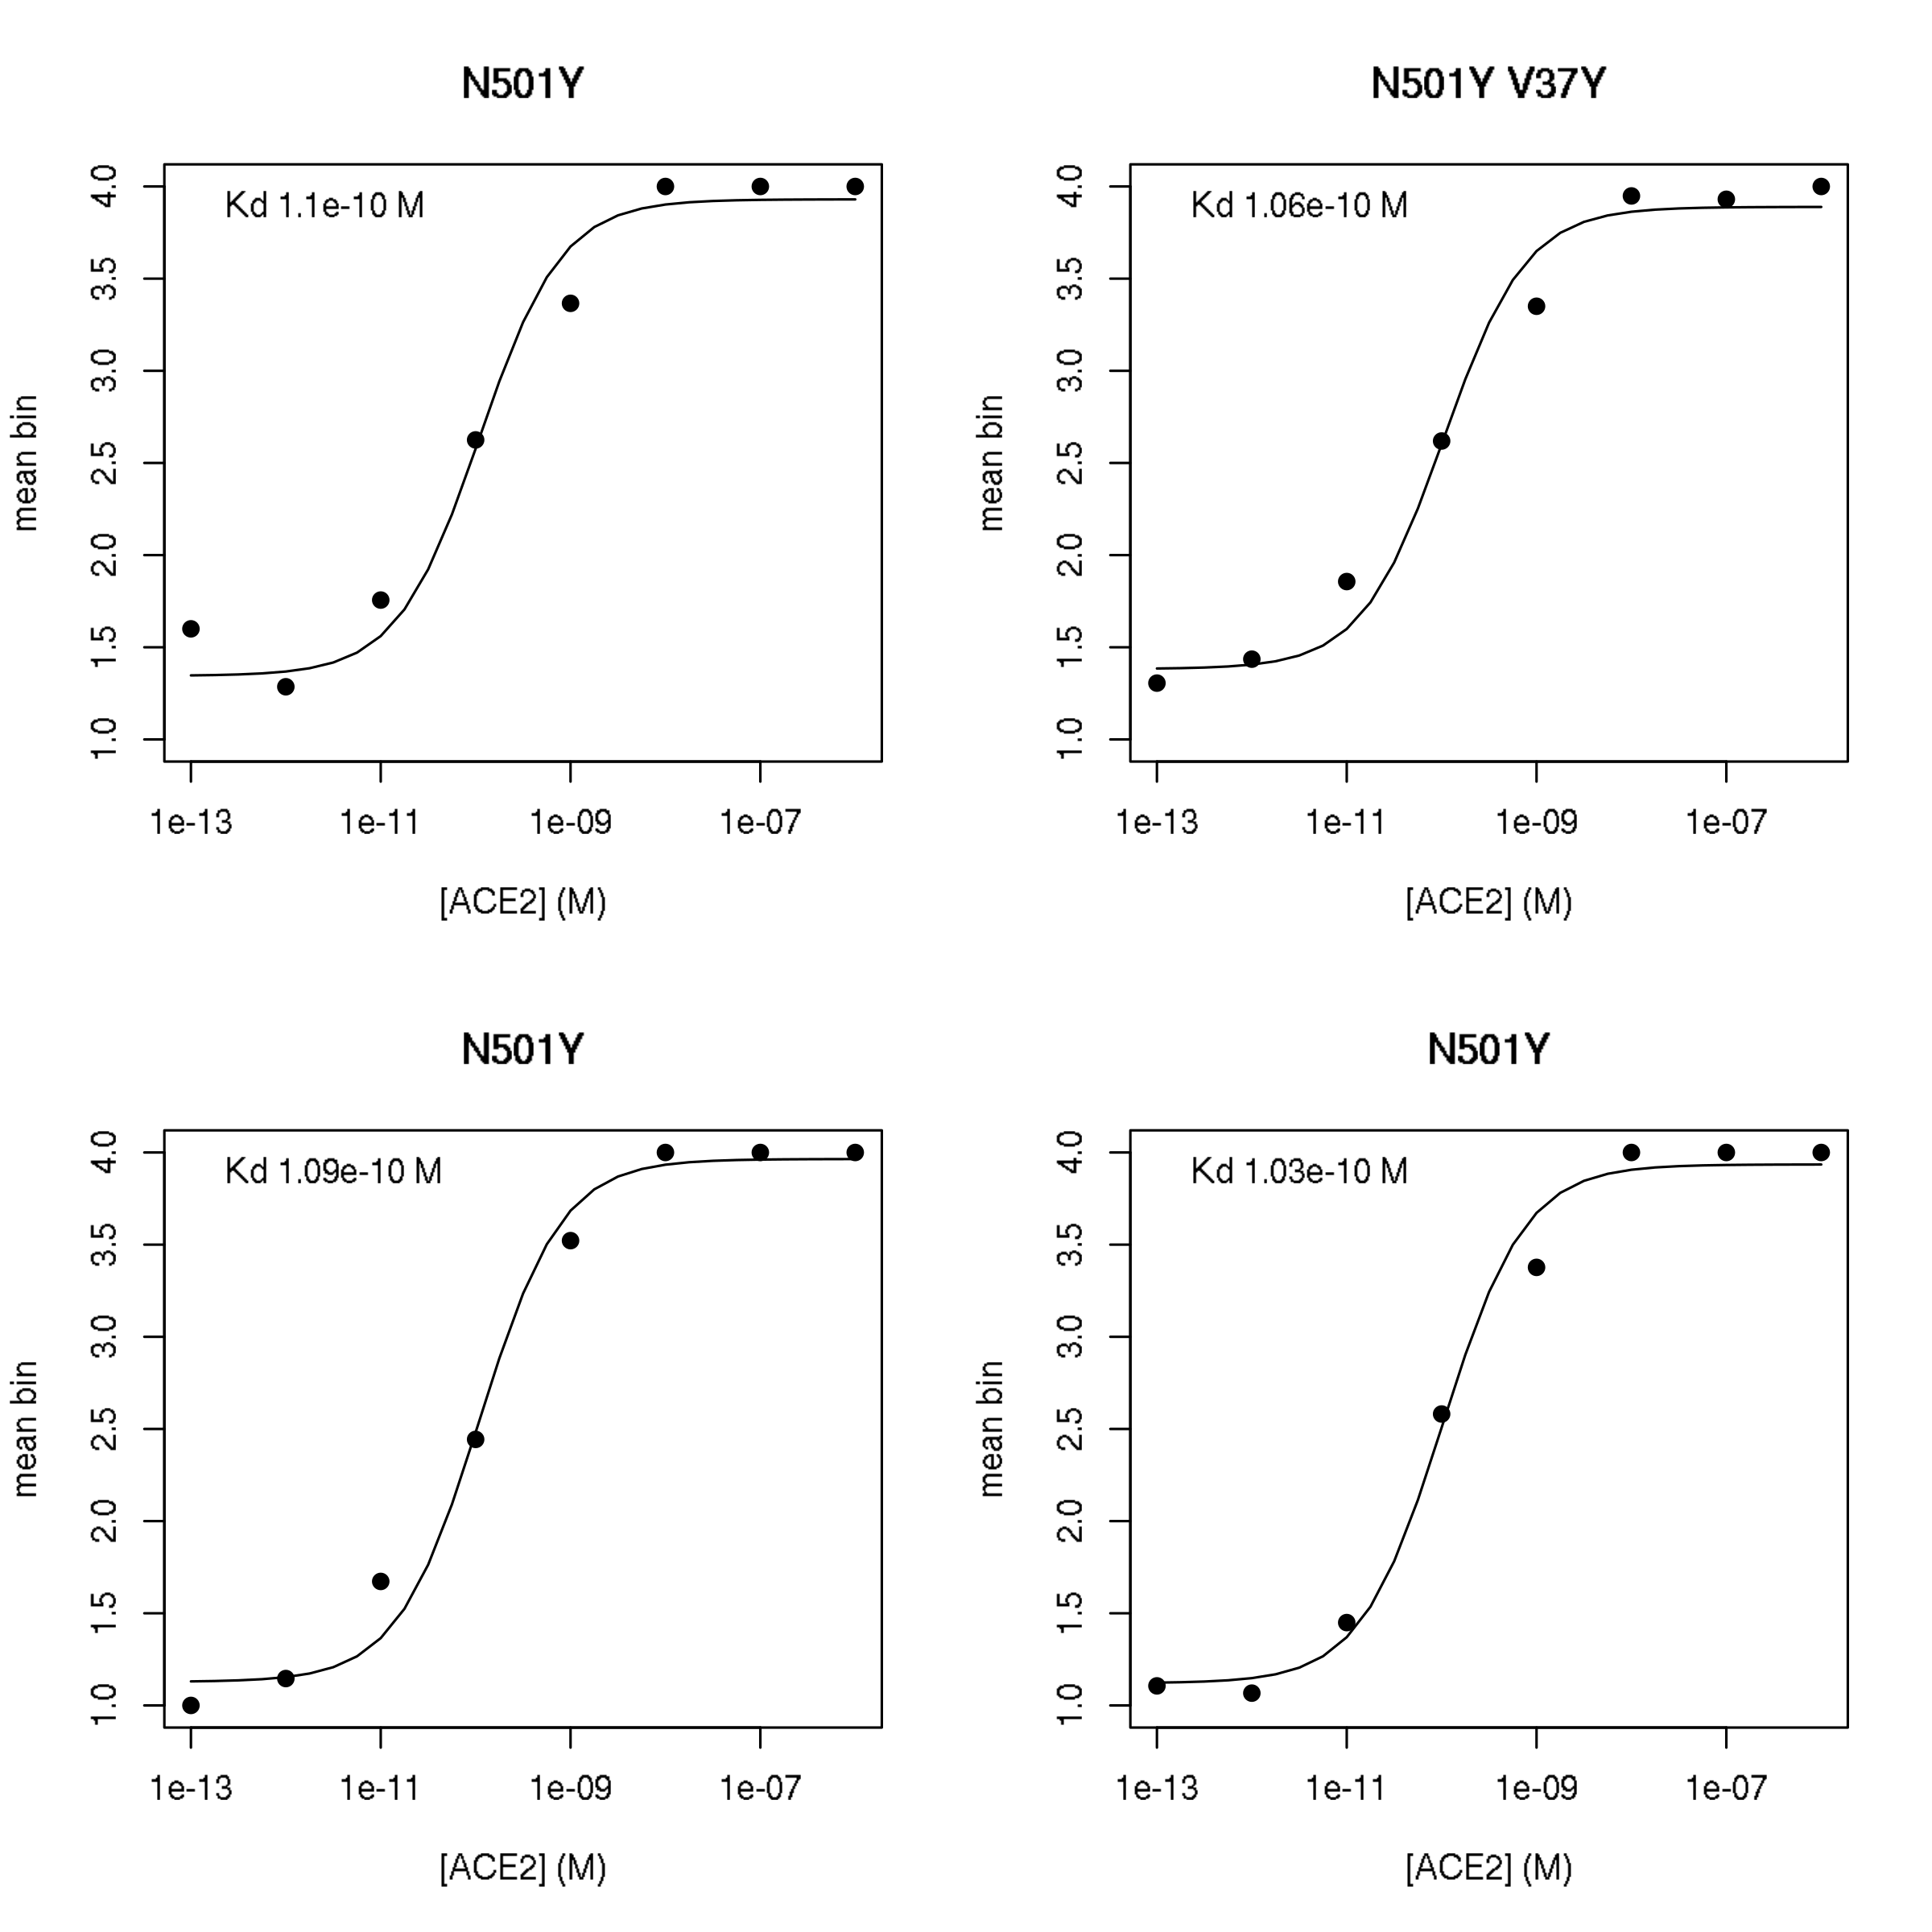 N501Y
Kd 1.1e-10 M
mean bin
4.0
3.5
3.0
2.5
2.0
1.5
1.0
1e-13 1e-11 1e-09 1e-07
[ACE2] (M)
N501Y V37Y
Kd 1.06e-10 M
mean bin
4.0
3.5
3.0
2.5
2.0
1.5
1.0
1e-13 1e-11 1e-09 1e-07
[ACE2] (M)
N501Y
Kd 1.09e-10 M
mean bin
4.0
3.5
3.0
2.5
2.0
1.5
1.0
1e-13 1e-11 1e-09 1e-07
[ACE2] (M)
N501Y
Kd 1.03e-10 M
mean bin
4.0
3.5
3.0
2.5
2.0
1.5
1.0
1e-13 1e-11 1e-09 1e-07
[ACE2] (M)